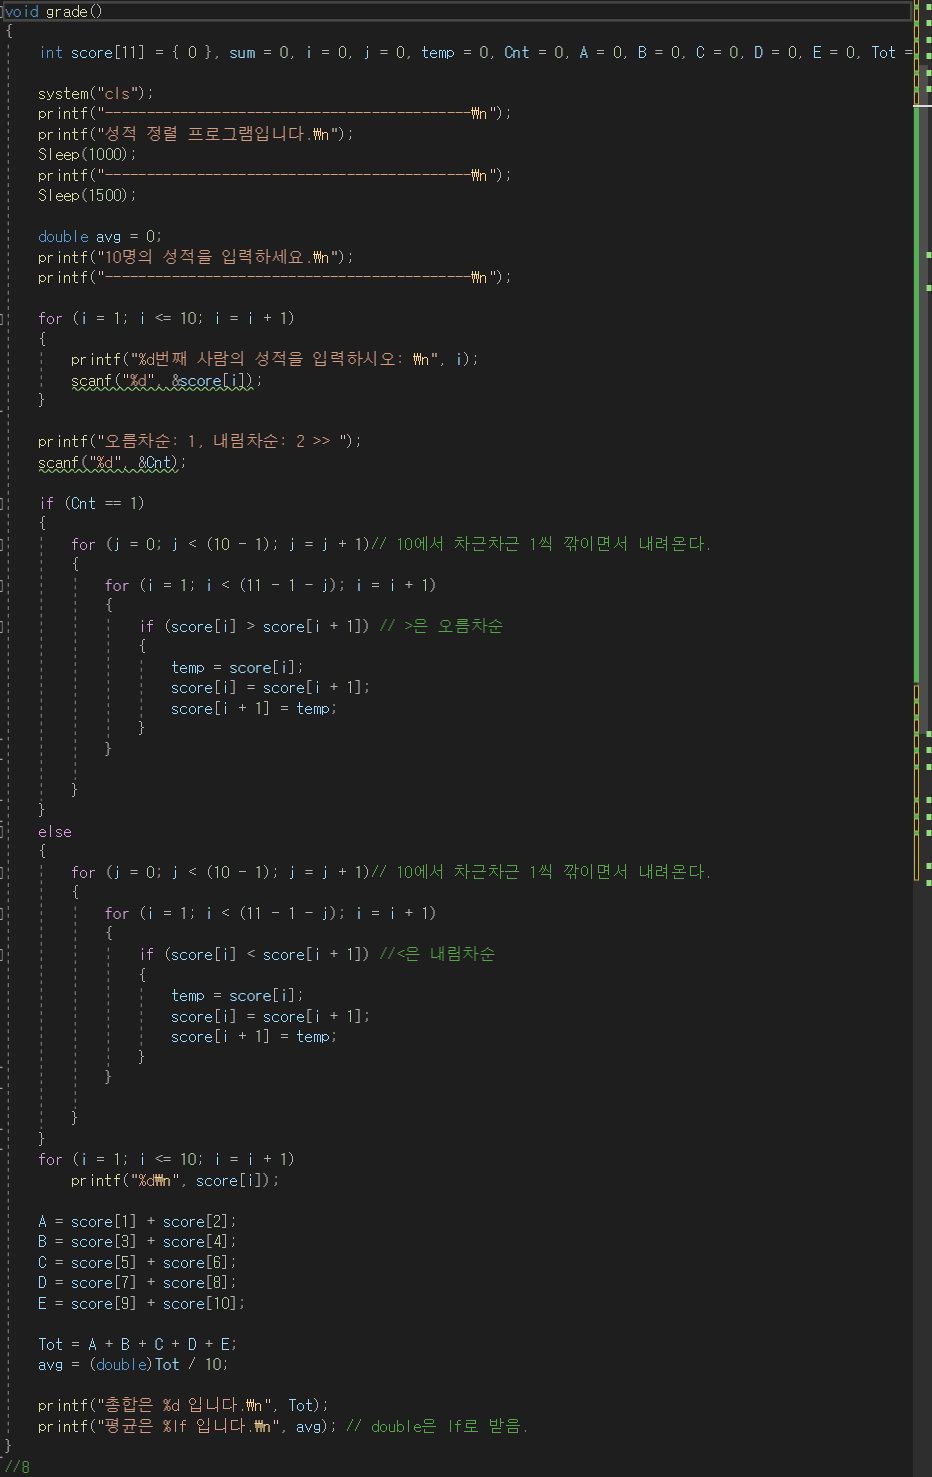 void grade()
{
int score[11] = { 0 }, sum = 0, i = 0, j = 0, temp = 0, Cnt = 0, A = 0, B = 0, C = 0, D = 0, E = 0, Tot =
system("cls");
printf("--------------------------------------------₩n");
printf("성적 정렬 프로그램입니다.₩n");
Sleep(1000);
printf("--------------------------------------------₩n");
Sleep(1500);
double avg = 0;
printf("10명의 성적을 입력하세요.₩n");
printf("--------------------------------------------₩n");
for (i = 1; i <= 10; i = i + 1)
{
printf("%d번째 사람의 성적을 입력하시오: ₩n", i);
scanf("%d", &score[i]);
}
printf("오름차순: 1, 내림차순: 2 >> ");
scanf("%d", &Cnt);
if (Cnt == 1)
{
for (j = 0; j < (10 - 1); j = j + 1)// 10에서 차근차근 1씩 깎이면서 내려온다.
{
for (i = 1; i < (11 - 1 - j); i = i + 1)
{
if (score[i] > score[i + 1]) // >은 오름차순
{
temp = score[i];
score[i] = score[i + 1];
score[i + 1] = temp;
}
}
}
}
else
{
for (j = 0; j < (10 - 1); j = j + 1)// 10에서 차근차근 1씩 깎이면서 내려온다.
{
for (i = 1; i < (11 - 1 - j); i = i + 1)
{
if (score[i] < score[i + 1]) //<은 내림차순
{
temp = score[i];
score[i] = score[i + 1];
score[i + 1] = temp;
}
}
}
}
for (i = 1; i <= 10; i = i + 1)
printf("%d₩n", score[i]);
A = score[1] + score[2];
B = score[3] + score[4];
C = score[5] + score[6];
D = score[7] + score[8];
E = score[9] + score[10];
Tot = A + B + C + D + E;
avg = (double)Tot / 10;
printf("총합은 %d 입니다.₩n", Tot);
printf("평균은 %lf 입니다.₩n", avg); // double은 lf로 받음.
}
//8